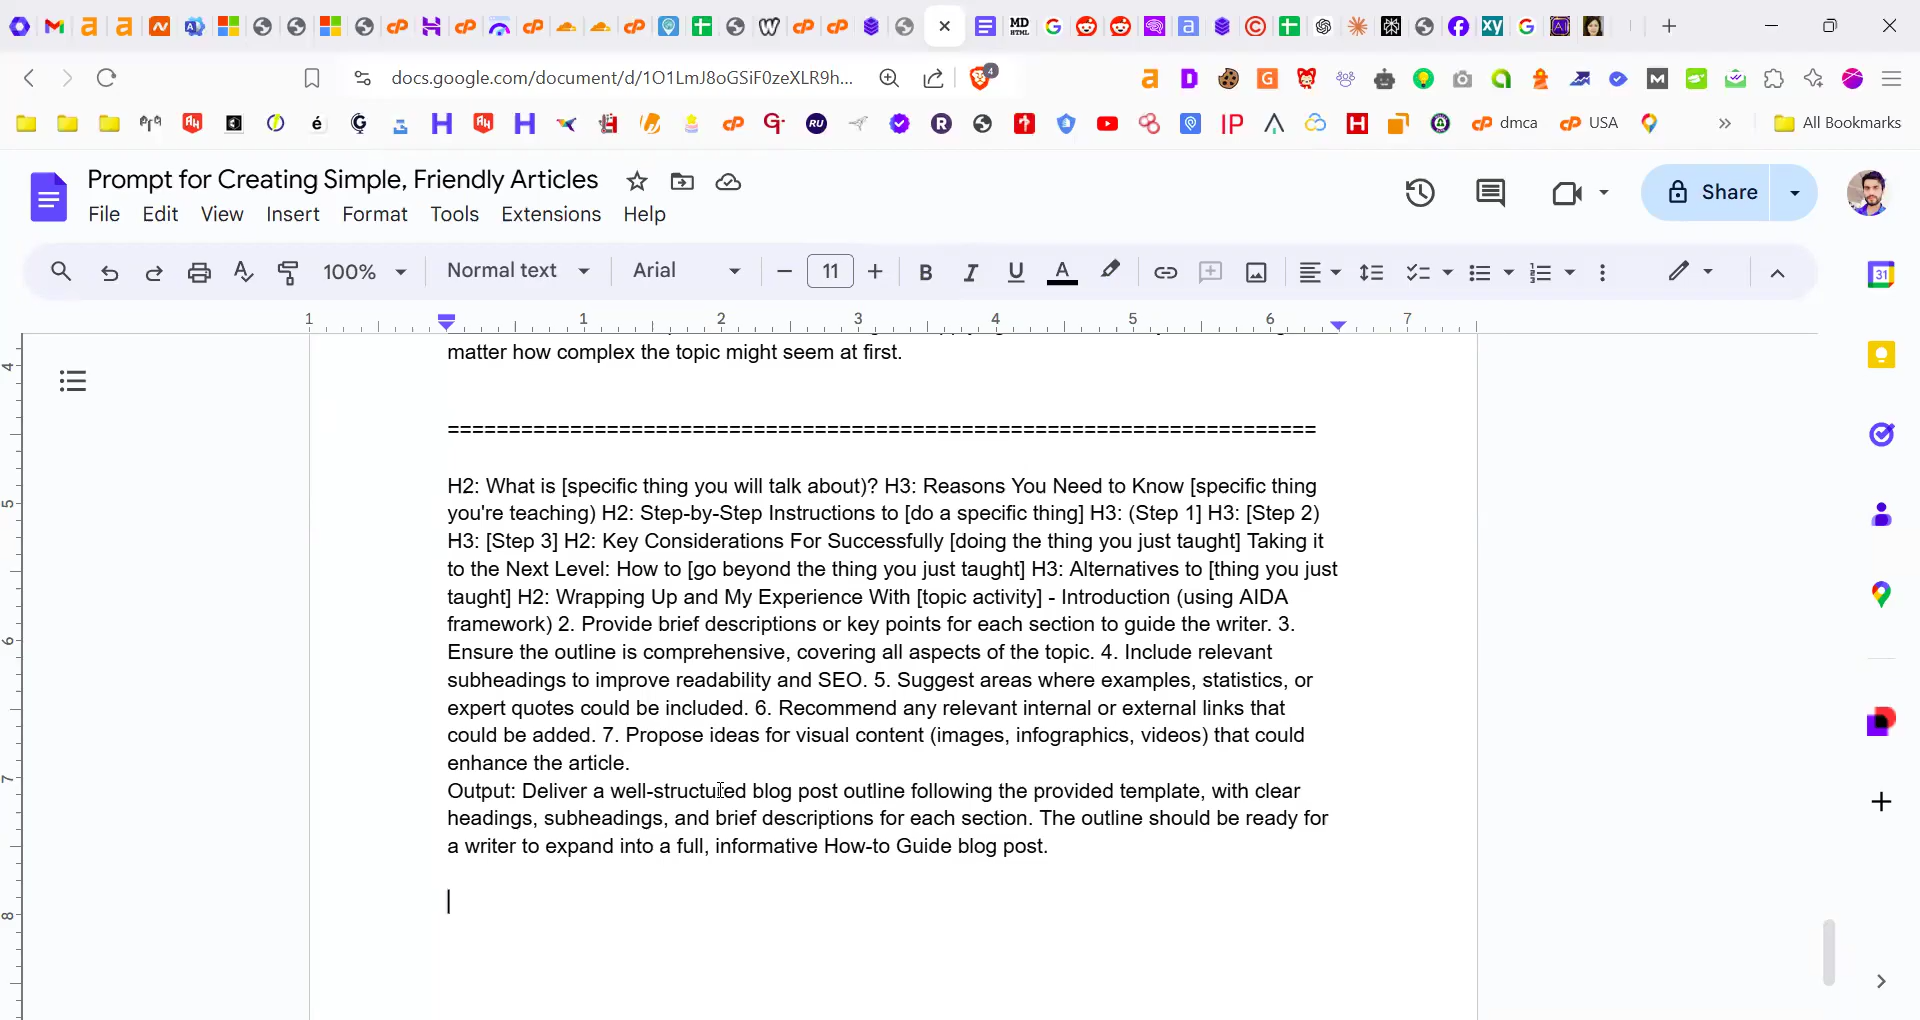 docs.google.com/document/d/1O1LmJ8oGSiF0zeXLR9h...
4
dmca
USA
All Bookmarks
Prompt for Creating Simple, Friendly Articles
File Edit View Insert Format Tools Extensions Help
Share
100% Normal text Arial 11
1 1 2 3 4 5 6 7
matter how complex the topic might seem at first.
=======================================================================
H2: What is [specific thing you will talk about)? H3: Reasons You Need to Know [specific thing
you're teaching) H2: Step-by-Step Instructions to [do a specific thing] H3: (Step 1] H3: [Step 2)
H3: [Step 3] H2: Key Considerations For Successfully [doing the thing you just taught] Taking it
to the Next Level: How to [go beyond the thing you just taught] H3: Alternatives to [thing you just
taught] H2: Wrapping Up and My Experience With [topic activity] - Introduction (using AIDA
framework) 2. Provide brief descriptions or key points for each section to guide the writer. 3.
Ensure the outline is comprehensive, covering all aspects of the topic. 4. Include relevant
subheadings to improve readability and SEO. 5. Suggest areas where examples, statistics, or
expert quotes could be included. 6. Recommend any relevant internal or external links that
could be added. 7. Propose ideas for visual content (images, infographics, videos) that could
enhance the article.
Output: Deliver a well-structured blog post outline following the provided template, with clear
headings, subheadings, and brief descriptions for each section. The outline should be ready for
a writer to expand into a full, informative How-to Guide blog post.